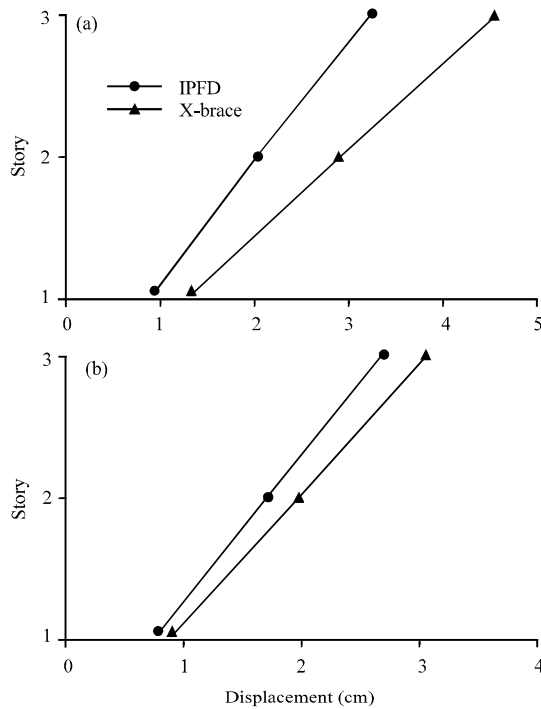 (a)
IPFD
X-brace
Story
3
2
1
0 1 2 3 4 5
(b)
Story
3
2
1
0 1 2 3 4
Displacement (cm)